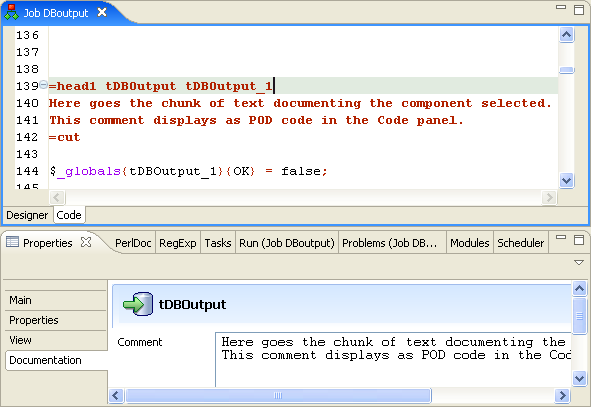 Job DBoutput
136
137
138
139 =head1 tDBOutput tDBOutput_1
140 Here goes the chunk of text documenting the component selected.
141 This comment displays as POD code in the Code panel.
142 =cut
143
144 $_globals{tDBOutput_1}{OK} = false;
145
Designer Code
Properties PerlDoc RegExp Tasks Run (Job DBoutput) Problems (Job DB... Modules Scheduler
Main
Properties
View
Documentation
tDBOutput
Comment
Here goes the chunk of text documenting the
This comment displays as POD code in the Cod